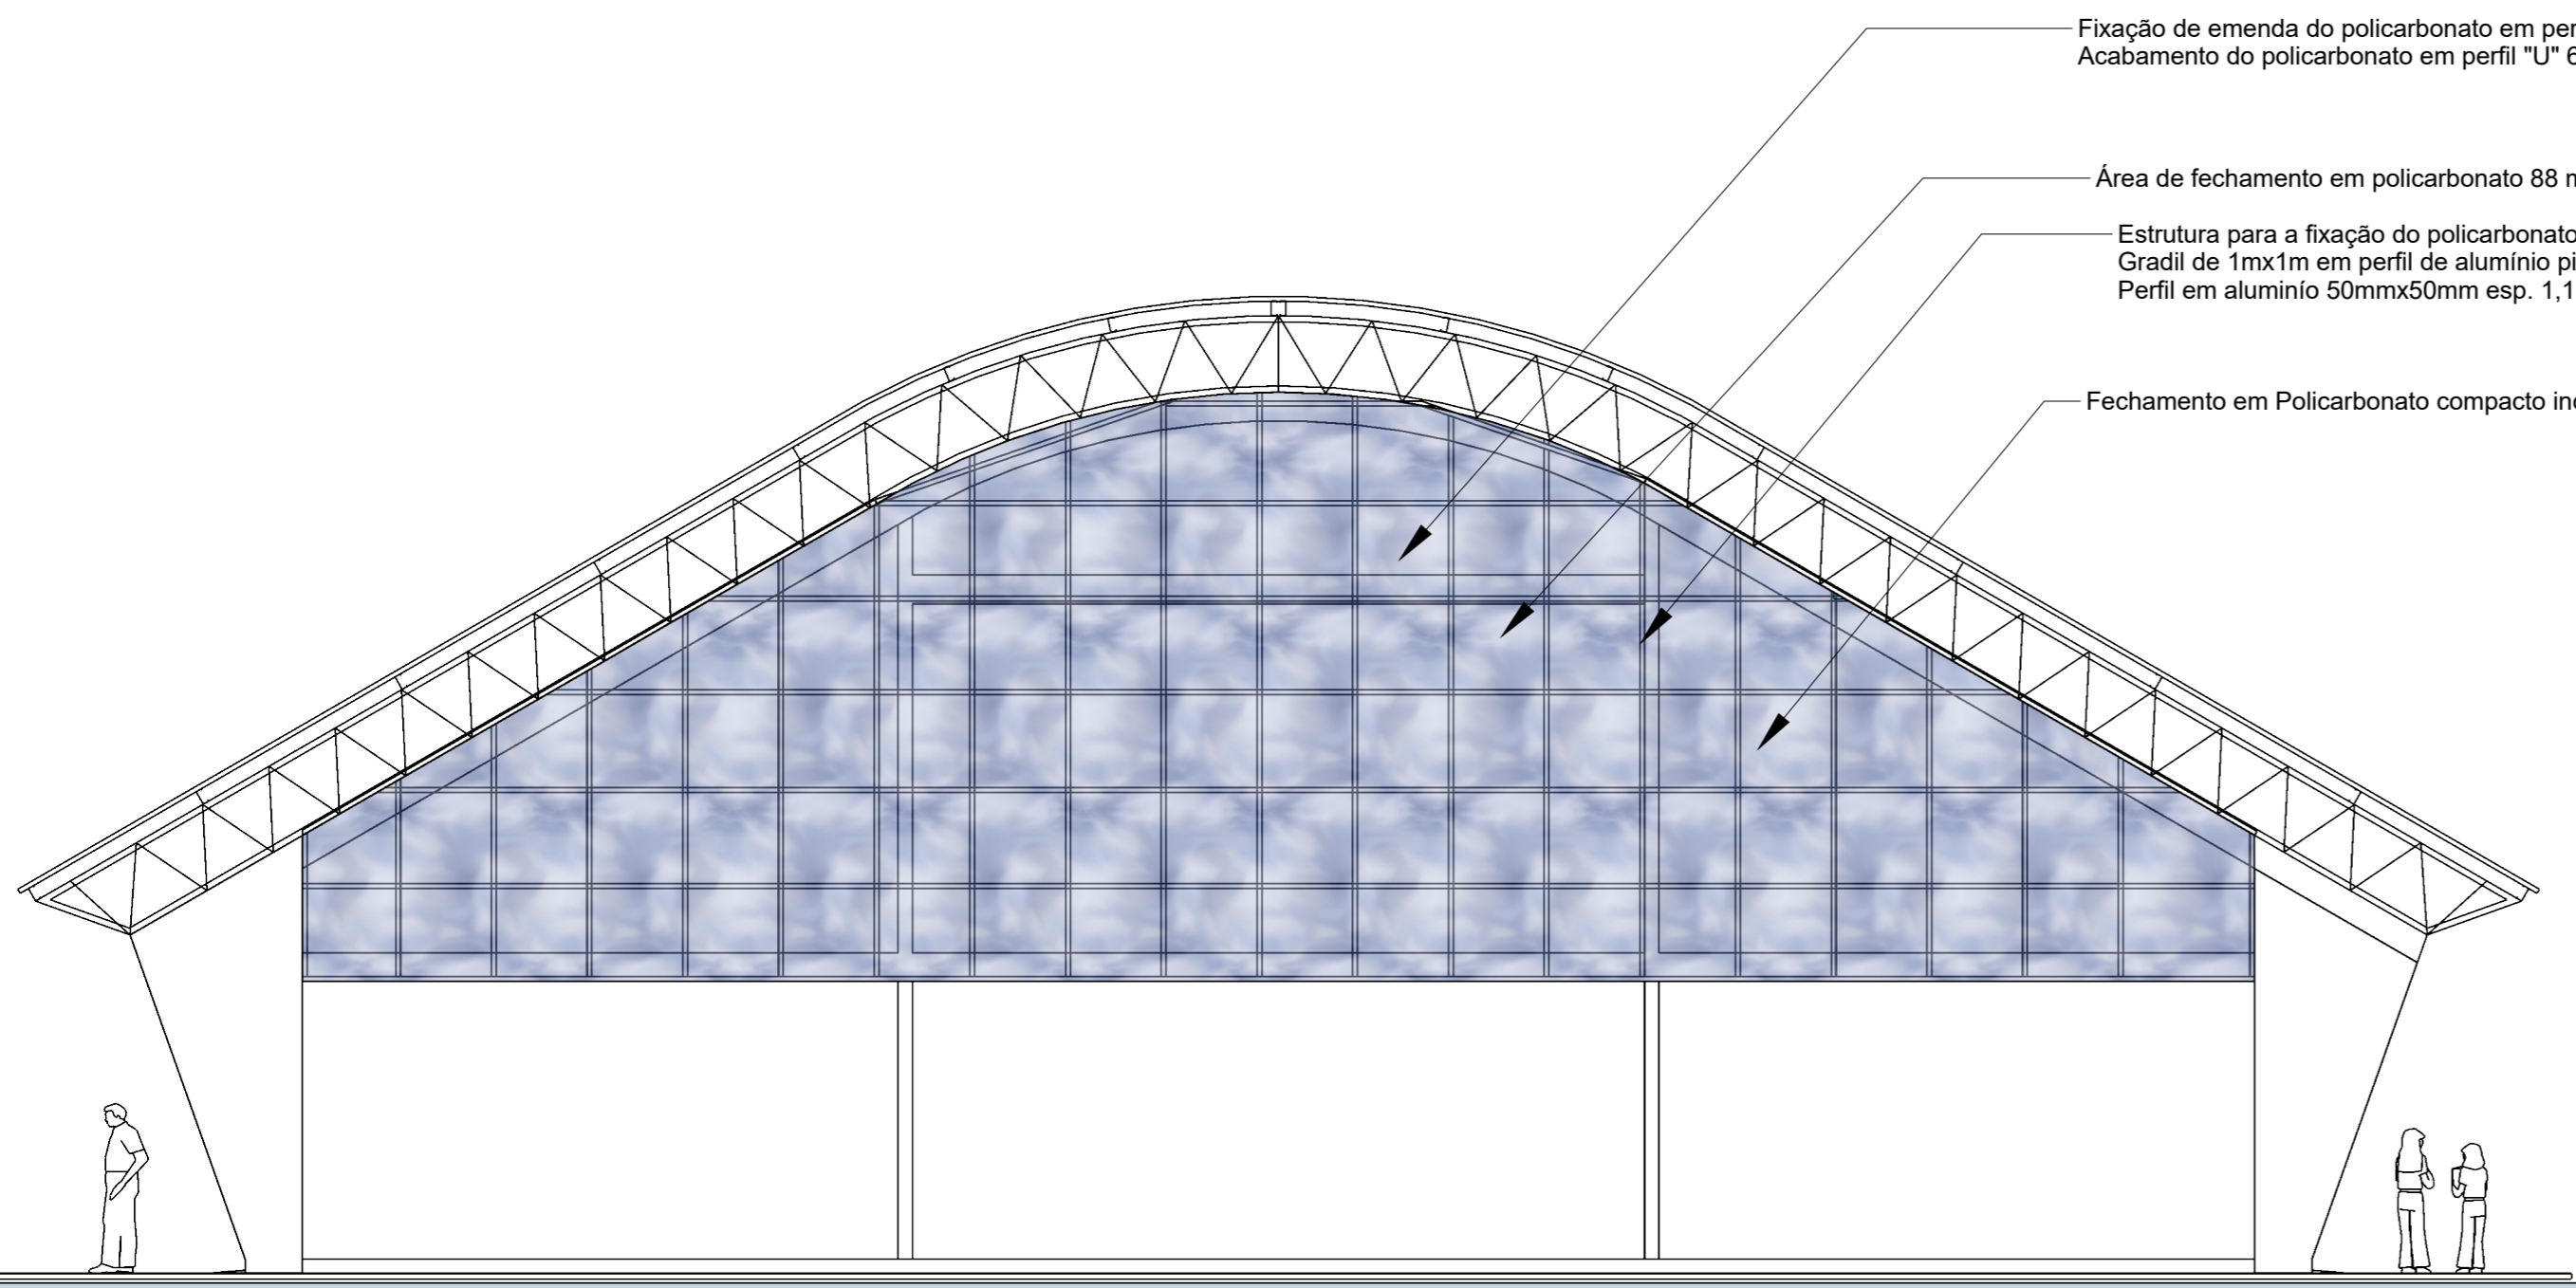 Fixação de emenda do policarbonato em per
Acabamento do policarbonato em perfil "U" 6
Área de fechamento em policarbonato 88 m
Estrutura para a fixação do policarbonato
Gradil de 1mx1m em perfil de alumínio pi
Perfil em aluminío 50mmx50mm esp. 1,1
Fechamento em Policarbonato compacto inc